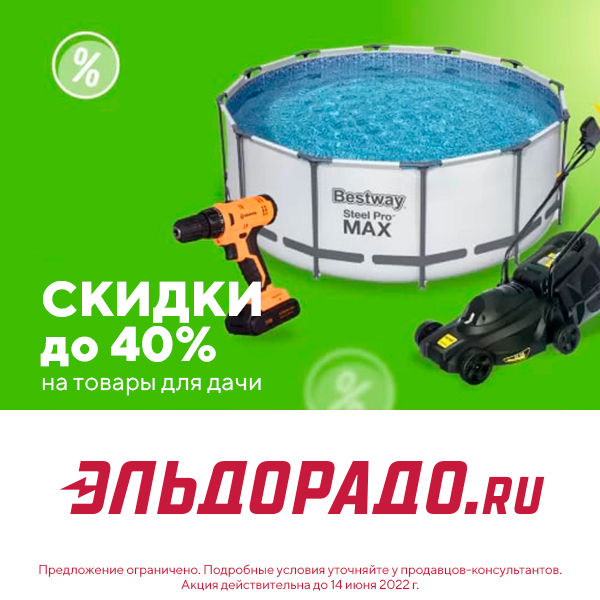 %
Bestway
Steel Pro™
MAX
СКИДКИ
до 40%
на товары для дачи
%
ЭЛЬДОРАДО.RU
Предложение ограничено. Подробные условия уточняйте у продавцов-консультантов.
Акция действительна до 14 июня 2022 г.